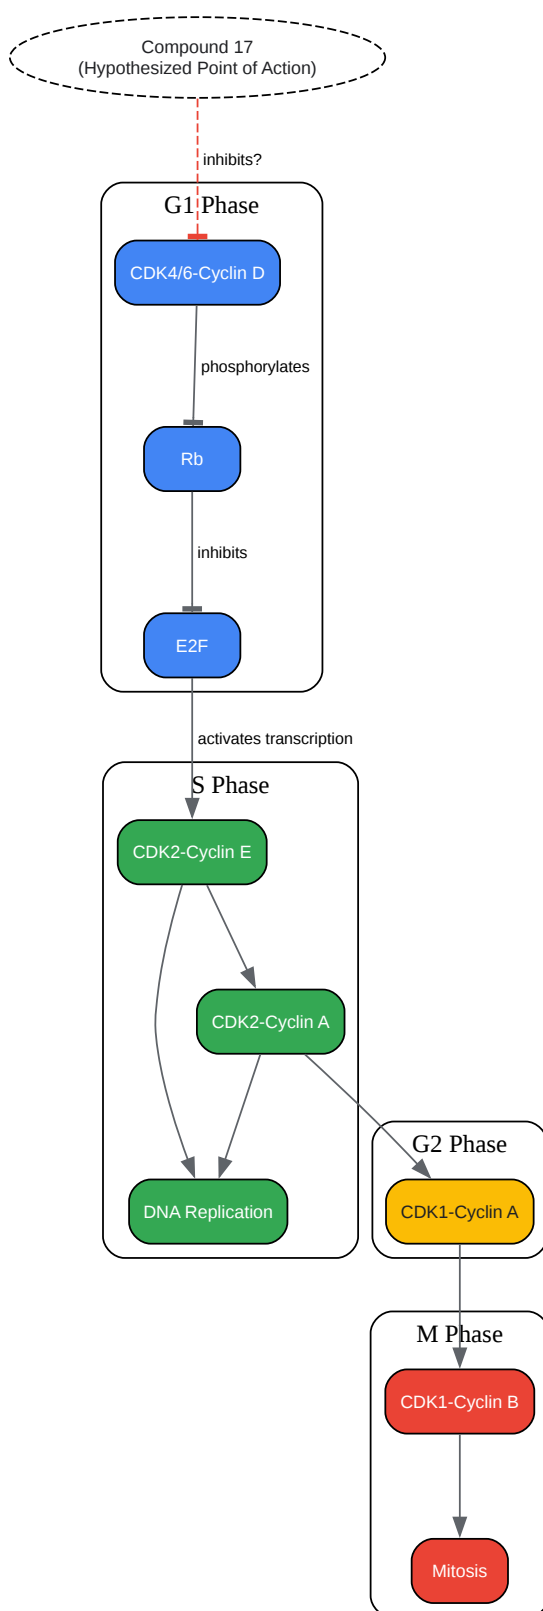 Compound 17
(Hypothesized Point of Action)
inhibits?
G1 Phase
CDK4/6-Cyclin D
phosphorylates
Rb
inhibits
E2F
activates transcription
S Phase
CDK2-Cyclin E
CDK2-Cyclin A
G2 Phase
DNA Replication
CDK1-Cyclin A
M Phase
CDK1-Cyclin B
Mitosis